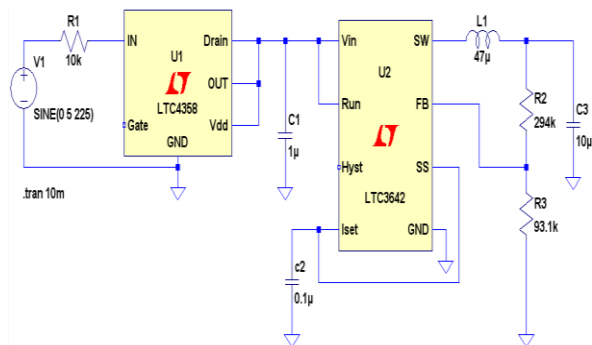 R1
10k
V1
SINE(0 5 225)
.tran 10m
IN
Drain
U1
OUT
LTC4358
Gate
Vdd
GND
C1
1µ
Vin
SW
U2
Run
FB
Hyst
SS
LTC3642
Iset
GND
c2
0.1µ
L1
47µ
R2
294k
C3
10µ
R3
93.1k